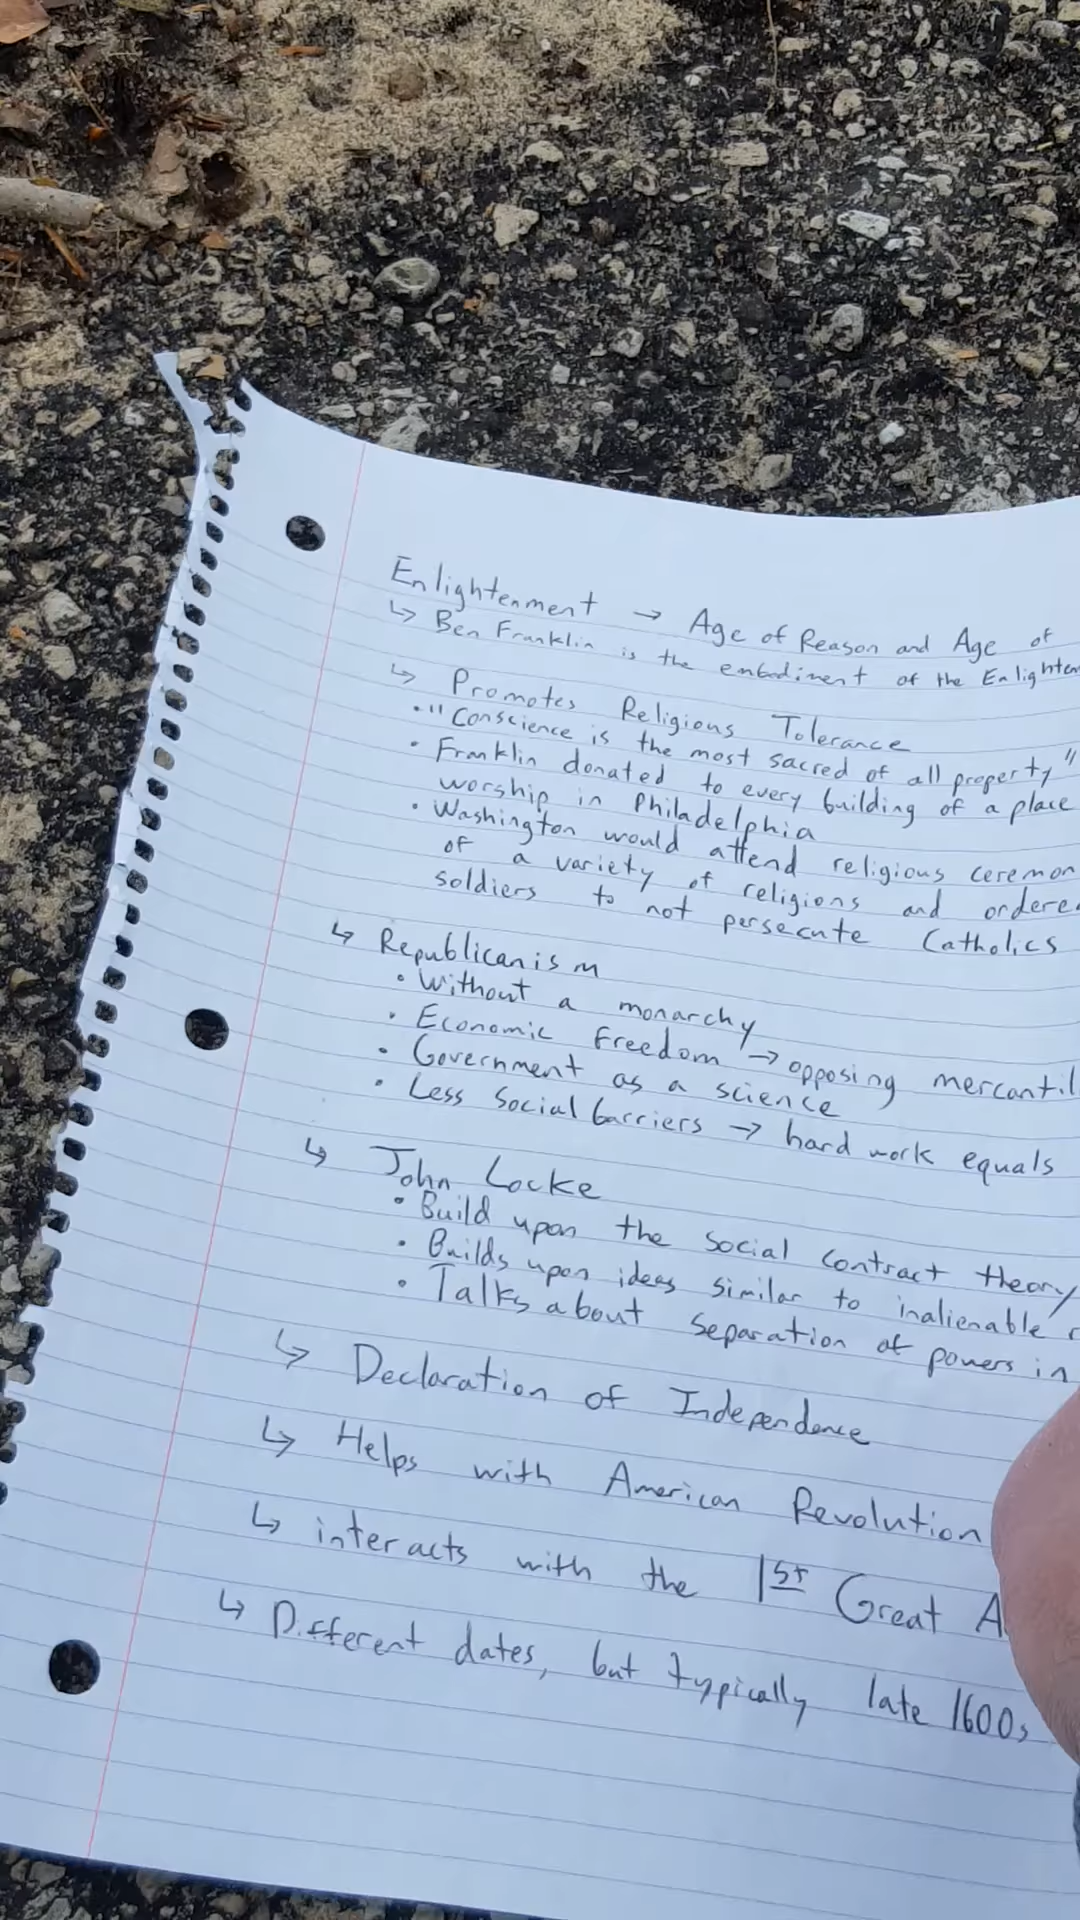 Enlightenment → Age of Reason and Age of
↳ Ben Franklin is the embodiment of the Enlighten
↳ Promotes Religious Tolerance
• "Conscience is the most sacred of all property"
• Franklin donated to every building of a place
worship in Philadelphia
• Washington would attend religious ceremon
of a variety of religions and ordere
soldiers to not persecute Catholics
↳ Republicanism
• Without a monarchy
• Economic Freedom → opposing mercantil
• Government as a science
• Less Social barriers → hard work equals
↳ John Locke
• Build upon the social contract theory
• Builds upon ideas similar to inalienable r
• Talks about separation of powers in
↳ Declaration of Independence
↳ Helps with American Revolution
↳ interacts with the 1st Great A
↳ Different dates, but typically late 1600s